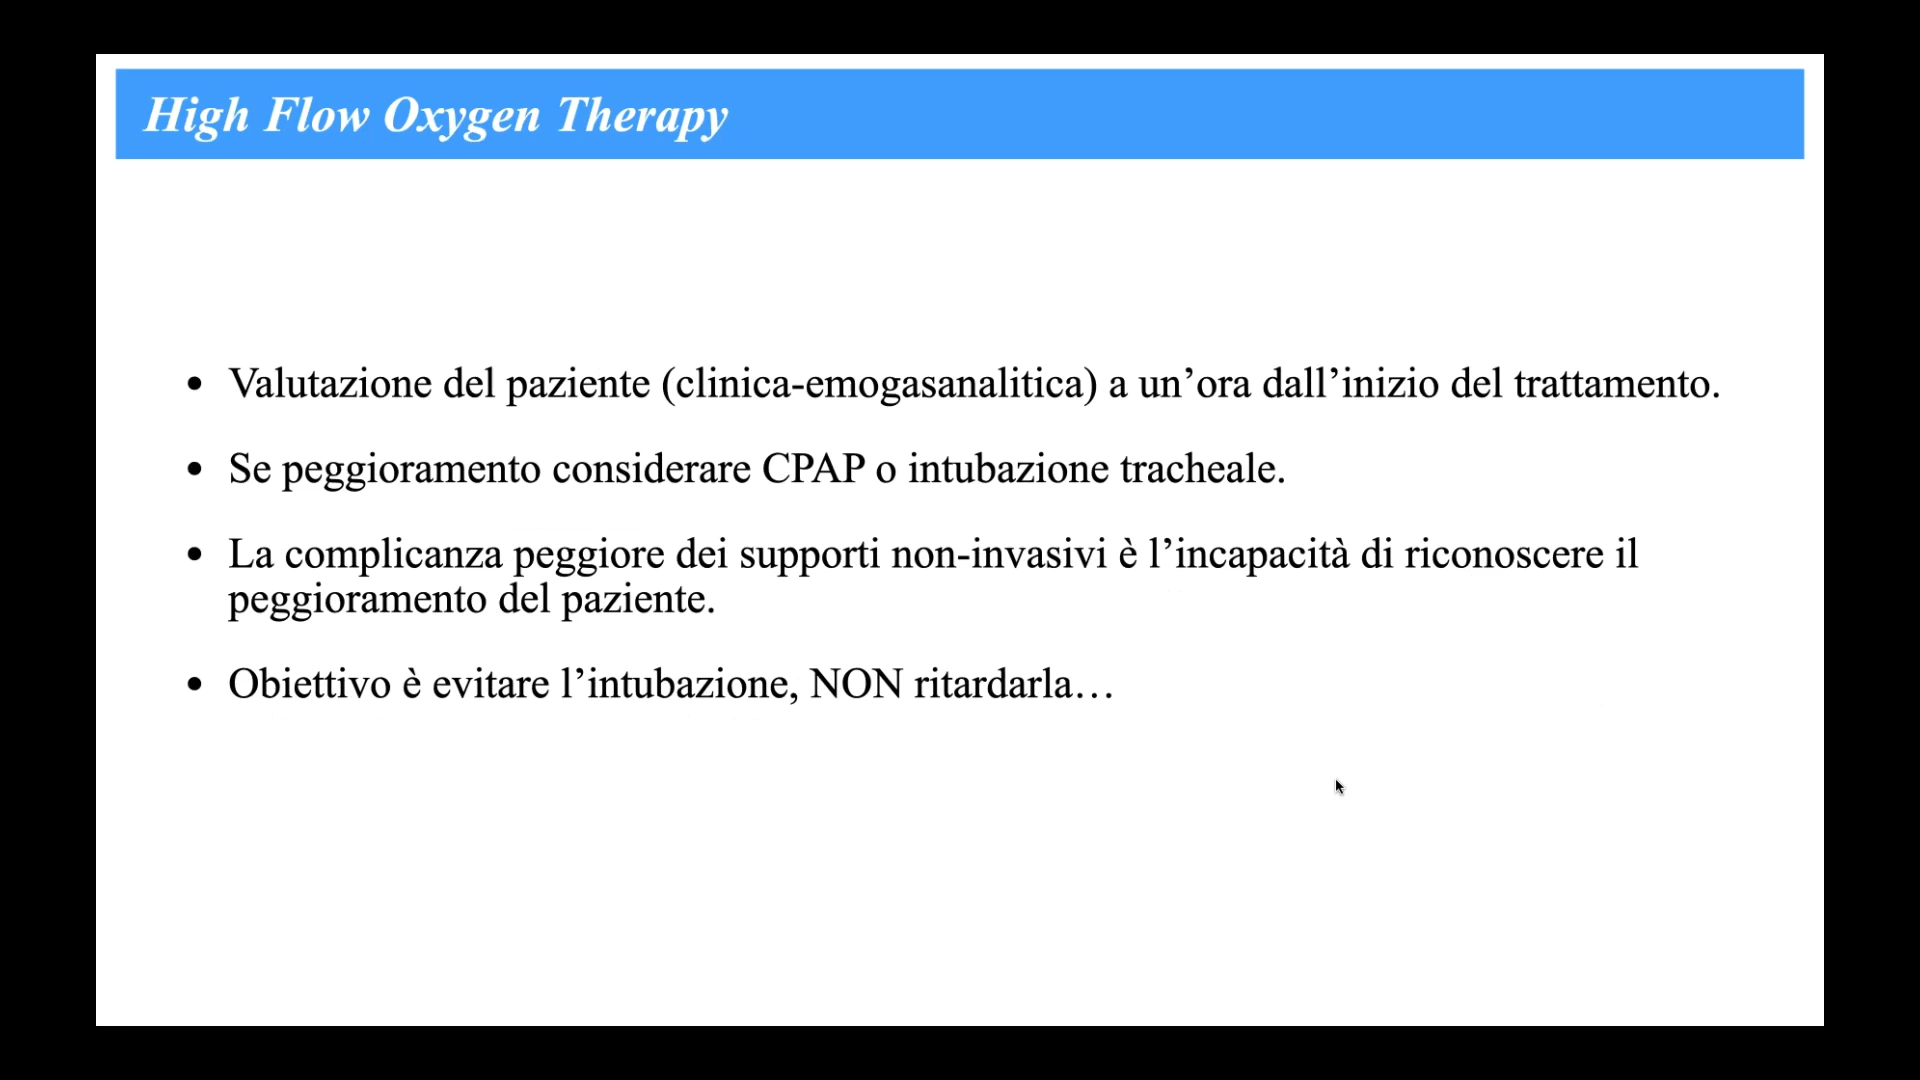 High Flow Oxygen Therapy
• Valutazione del paziente (clinica-emogasanalitica) a un’ora dall’inizio del trattamento.
• Se peggioramento considerare CPAP o intubazione tracheale.
• La complicanza peggiore dei supporti non-invasivi è l’incapacità di riconoscere il
peggioramento del paziente.
• Obiettivo è evitare l’intubazione, NON ritardarla…